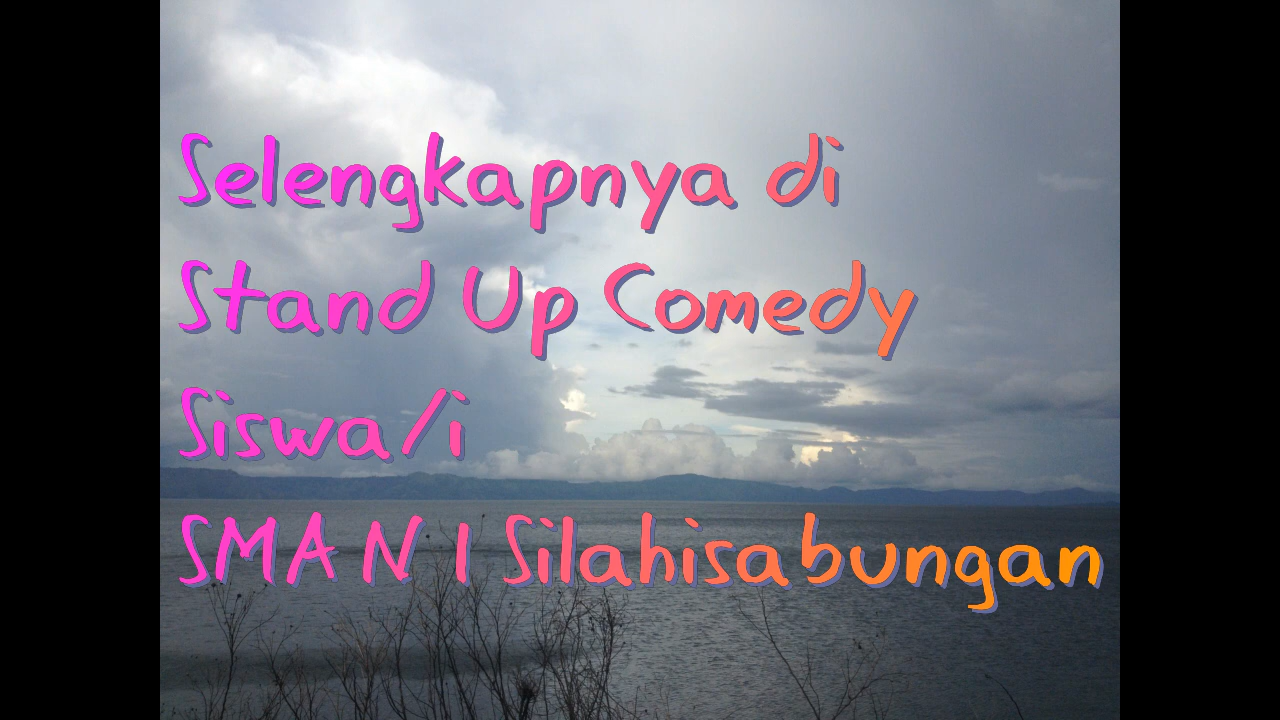 Selengkapnya di
Stand Up Comedy
Siswa/i
SMA N 1 Silahisabungan